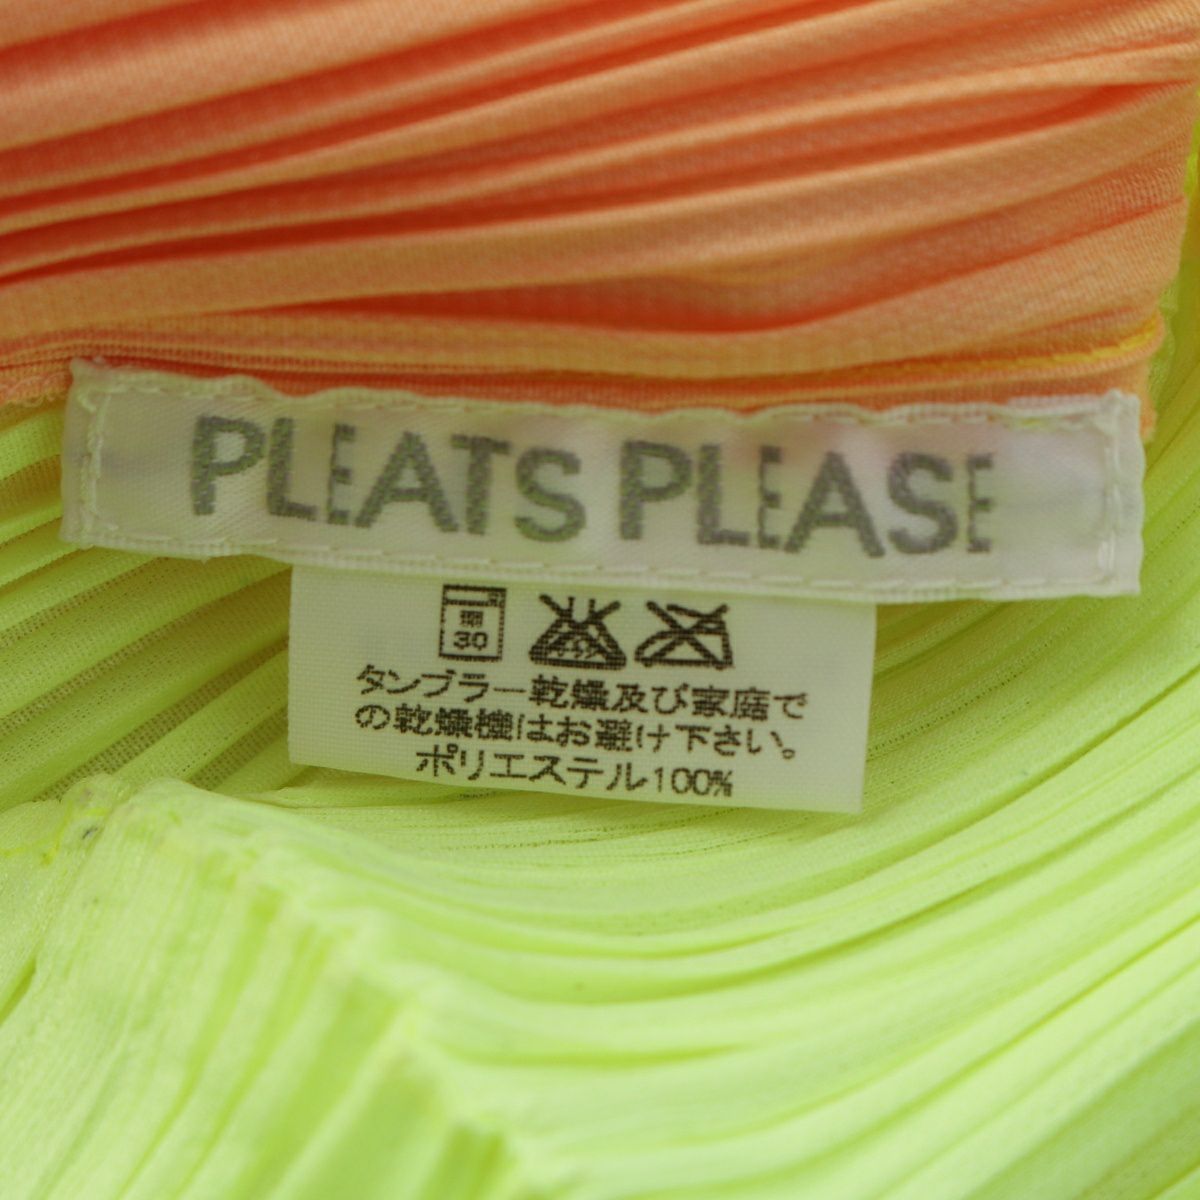 PLEATS PLEASE
30
タンブラー乾燥及び家庭で
の乾燥機はお避け下さい。
ポリエステル100%